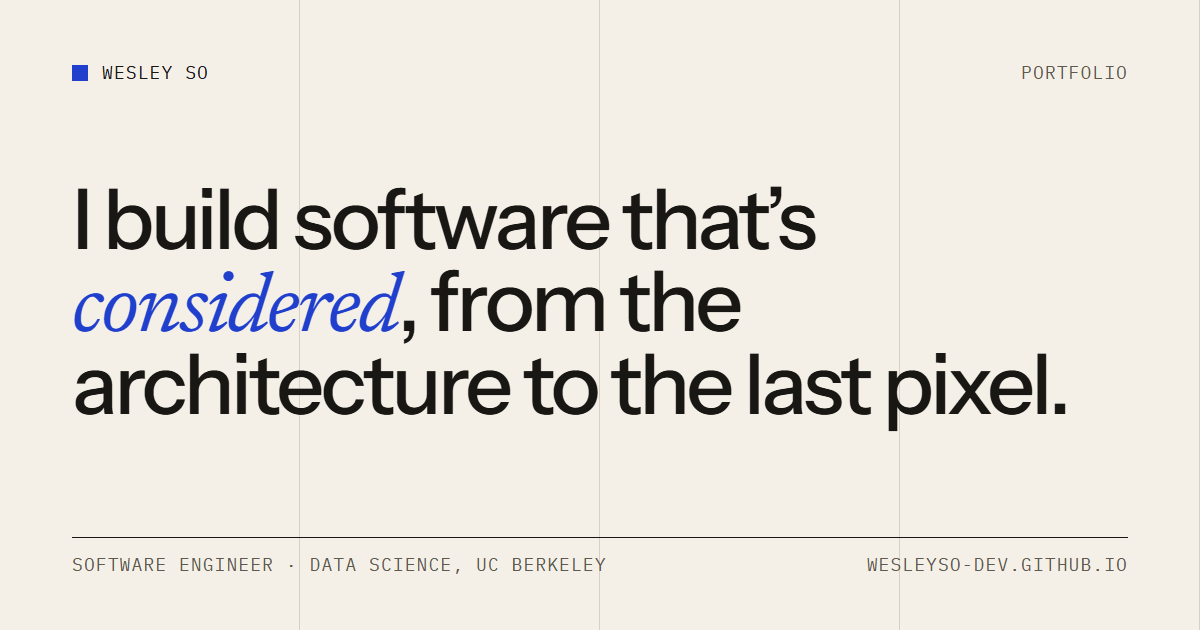 WESLEY SO
PORTFOLIO
I build software that’s
considered, from the
architecture to the last pixel.
SOFTWARE ENGINEER · DATA SCIENCE, UC BERKELEY
WESLEYSO-DEV.GITHUB.IO